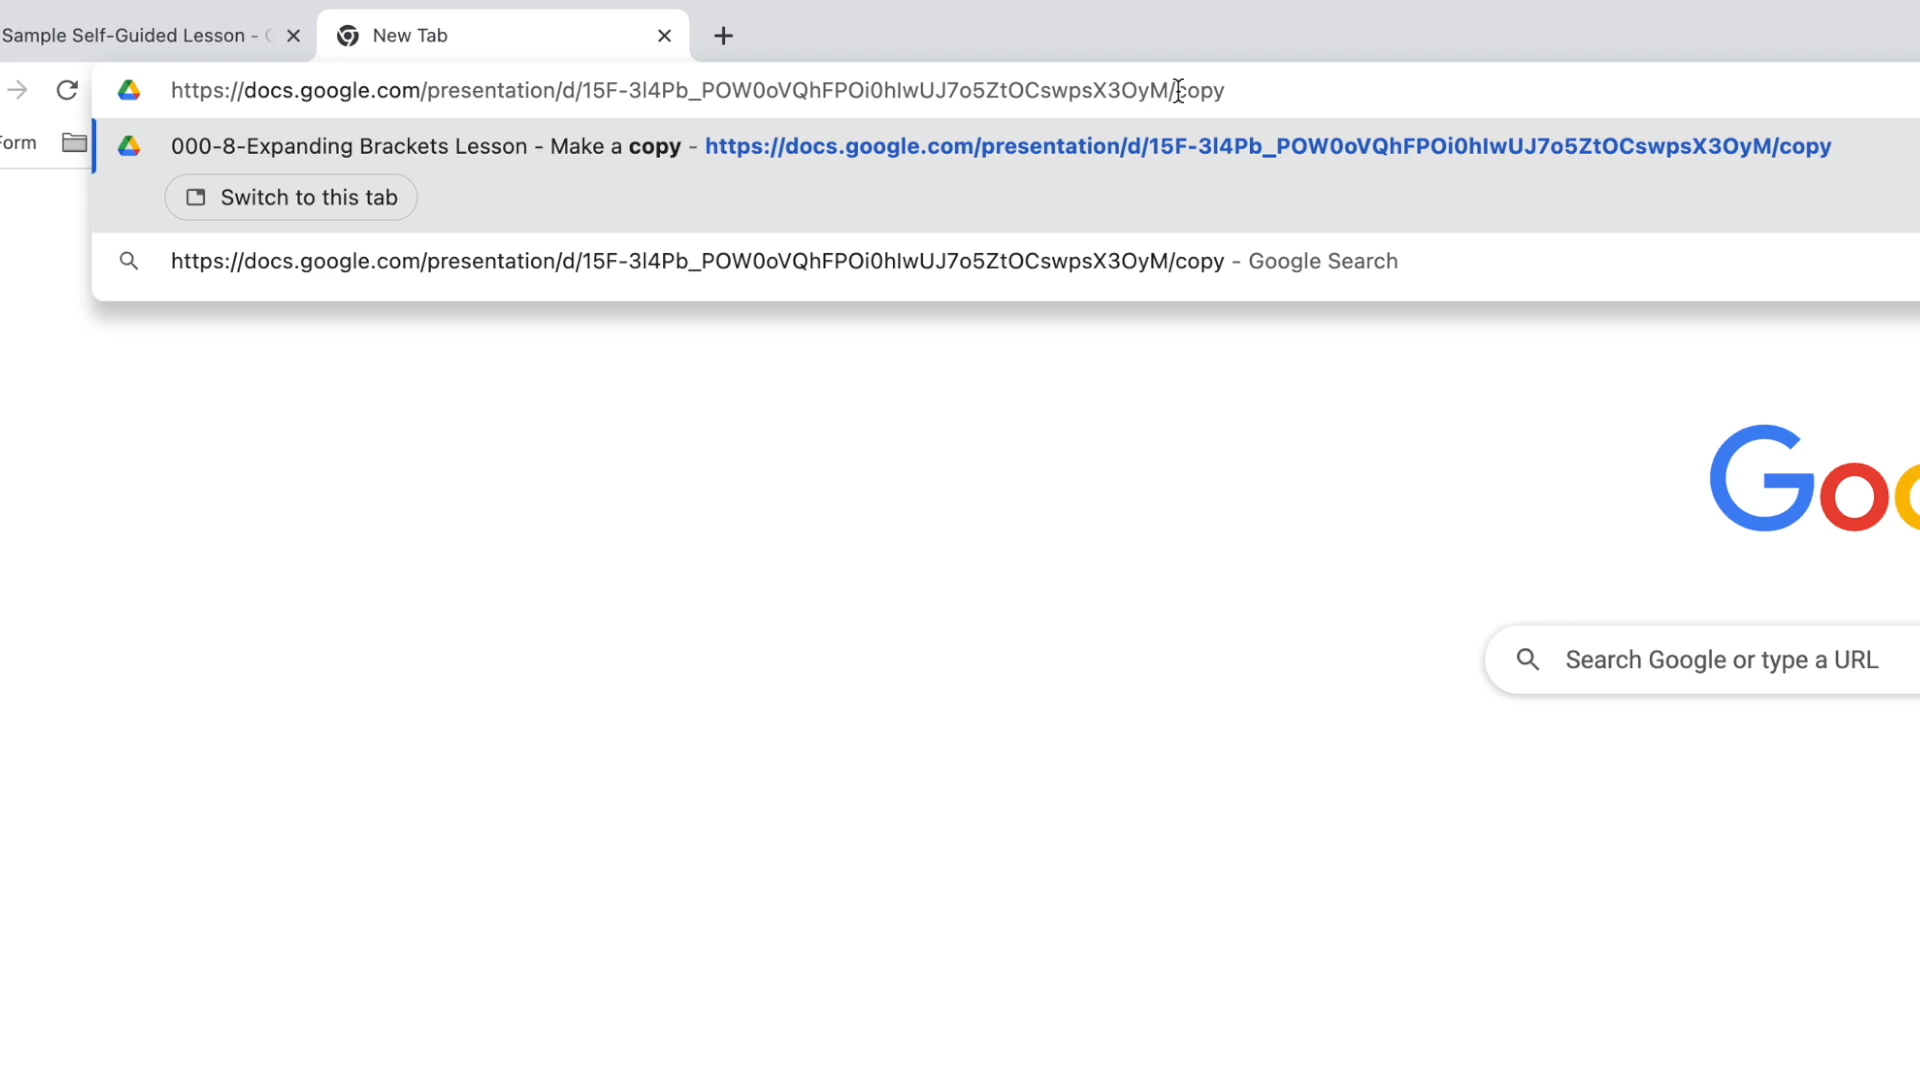 Sample Self-Guided Lesson -
New Tab
https://docs.google.com/presentation/d/15F-3l4Pb_POW0oVQhFPOi0hIwUJ7o5ZtOCswpsX3OyM/copy
Form
000-8-Expanding Brackets Lesson - Make a copy - https://docs.google.com/presentation/d/15F-3l4Pb_POW0oVQhFPOi0hIwUJ7o5ZtOCswpsX3OyM/copy
Switch to this tab
https://docs.google.com/presentation/d/15F-3l4Pb_POW0oVQhFPOi0hIwUJ7o5ZtOCswpsX3OyM/copy - Google Search
Goo
Search Google or type a URL